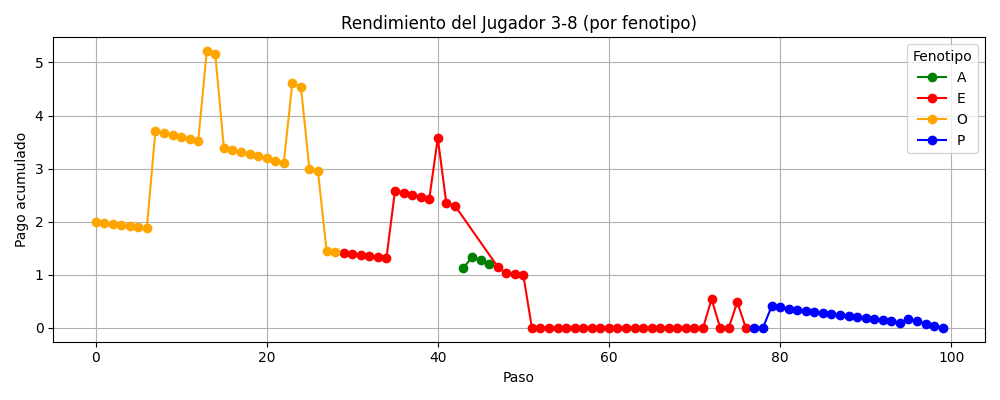 Rendimiento del Jugador 3-8 (por fenotipo)
Pago acumulado
5
4
3
2
1
0
0 20 40 60 80 100
Paso
Fenotipo
A
E
O
P